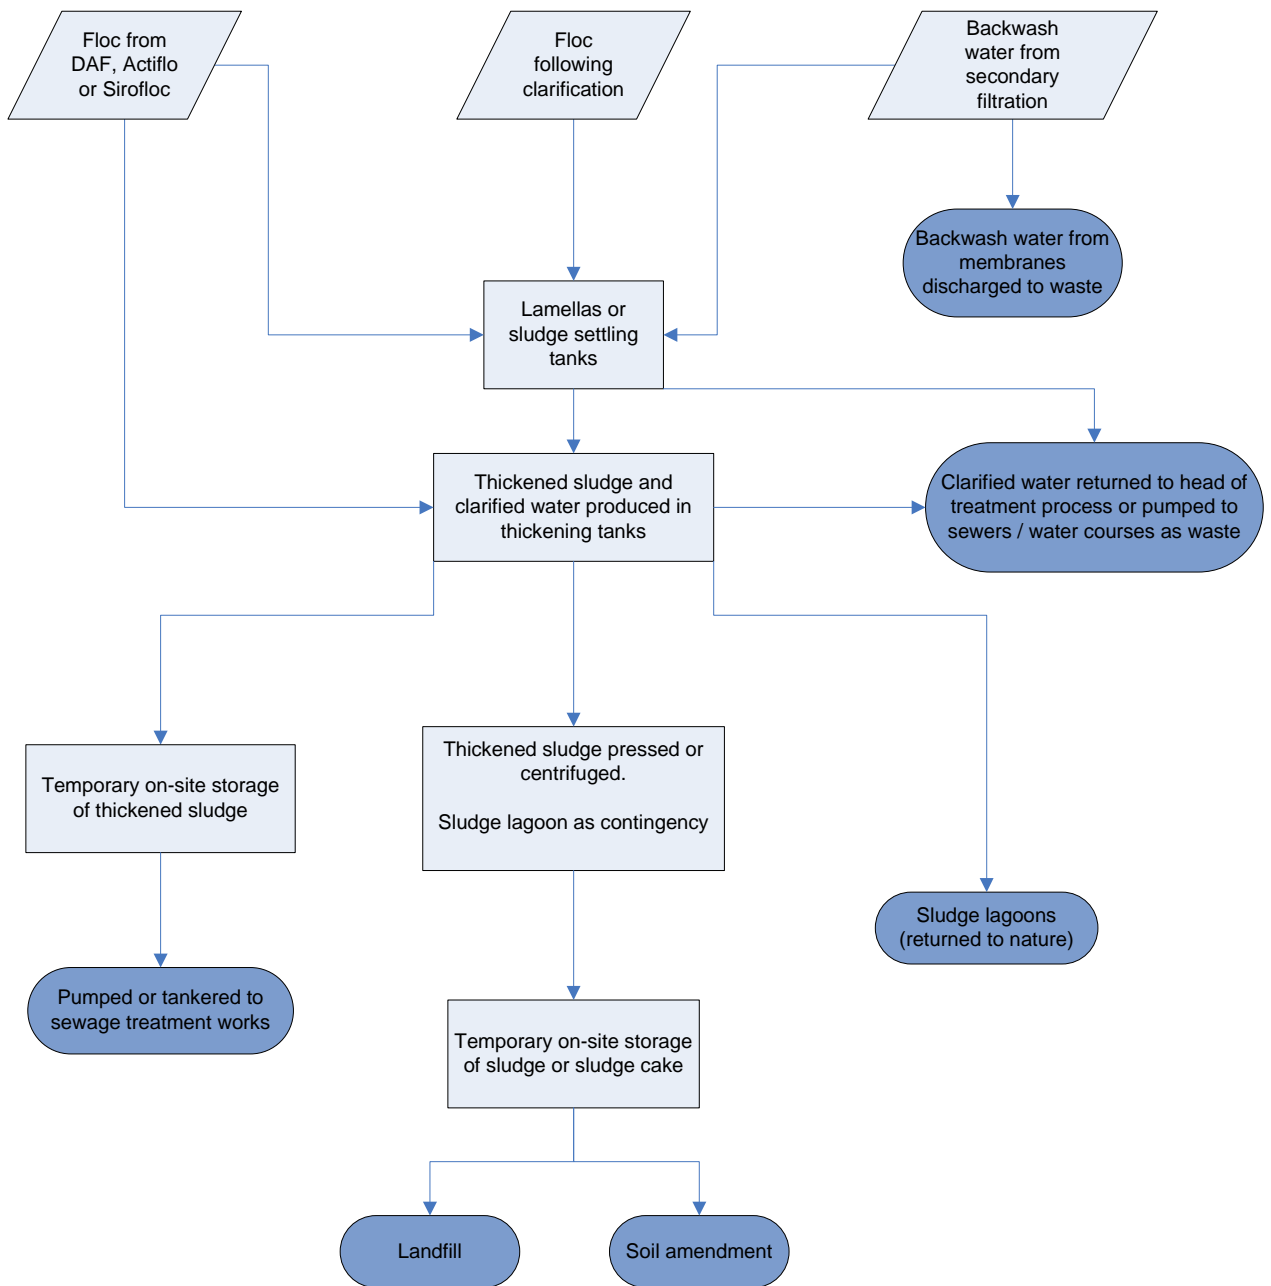 Floc from
DAF, Actiflo
or Sirofloc
Floc
following
clarification
Backwash
water from
secondary
filtration
Backwash water from
membranes
discharged to waste
Lamellas or
sludge settling
tanks
Thickened sludge and
clarified water produced in
thickening tanks
Clarified water returned to head of
treatment process or pumped to
sewers / water courses as waste
Temporary on-site storage
of thickened sludge
Thickened sludge pressed or
centrifuged.
Sludge lagoon as contingency
Sludge lagoons
(returned to nature)
Pumped or tankered to
sewage treatment works
Temporary on-site storage
of sludge or sludge cake
Landfill
Soil amendment